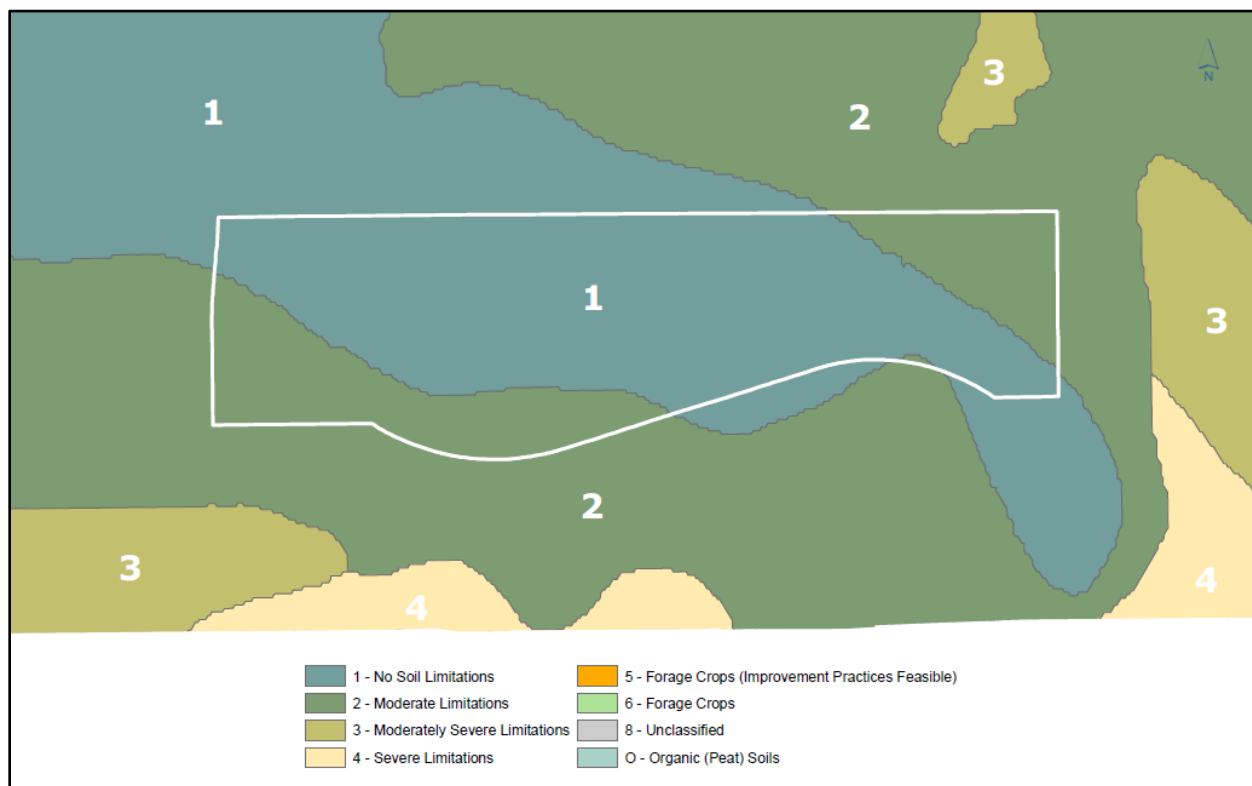 N
3
1
2
1
3
2
3
4
4
1 - No Soil Limitations
2 - Moderate Limitations
3 - Moderately Severe Limitations
4 - Severe Limitations
5 - Forage Crops (Improvement Practices Feasible)
6 - Forage Crops
8 - Unclassified
O - Organic (Peat) Soils